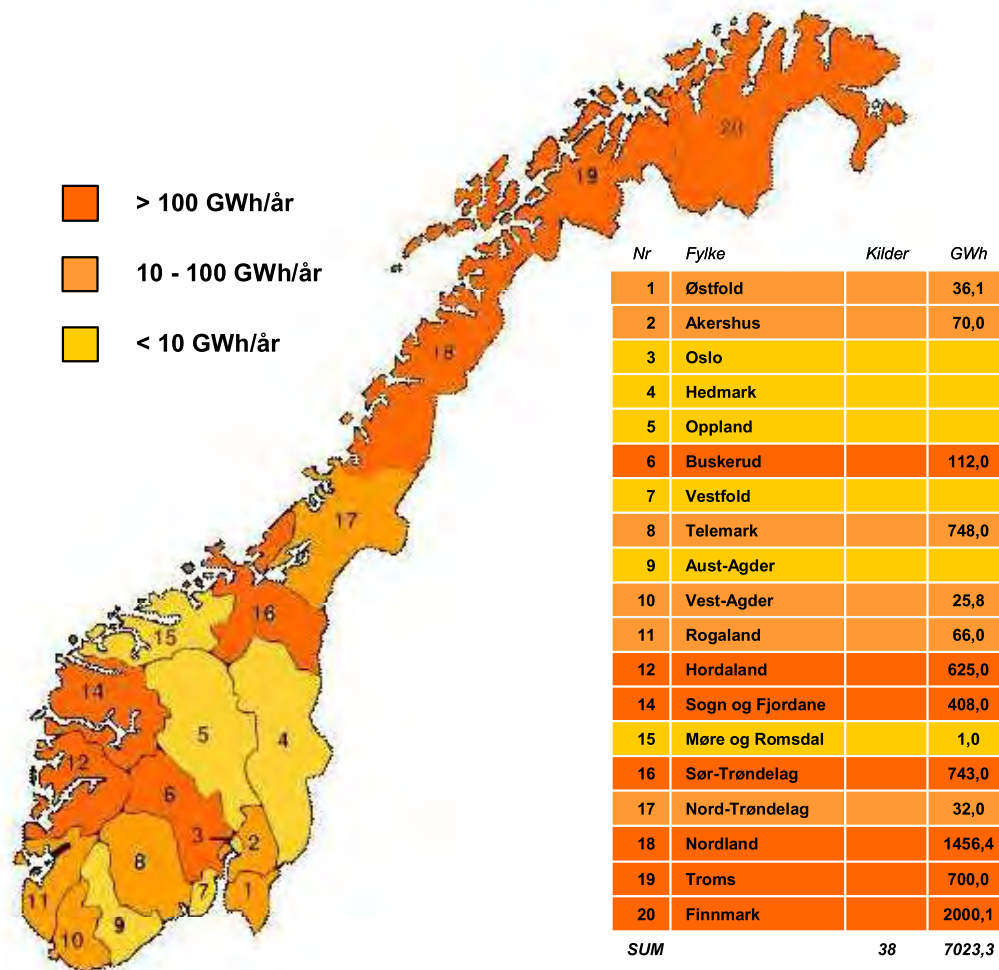 > 100 GWh/år
10 - 100 GWh/år
< 10 GWh/år
20
19
18
17
16
15
14
5
4
12
6
3
2
8
7
1
11
9
10
Nr Fylke Kilder GWh
1 Østfold 36,1
2 Akershus 70,0
3 Oslo
4 Hedmark
5 Oppland
6 Buskerud 112,0
7 Vestfold
8 Telemark 748,0
9 Aust-Agder
10 Vest-Agder 25,8
11 Rogaland 66,0
12 Hordaland 625,0
14 Sogn og Fjordane 408,0
15 Møre og Romsdal 1,0
16 Sør-Trøndelag 743,0
17 Nord-Trøndelag 32,0
18 Nordland 1456,4
19 Troms 700,0
20 Finnmark 2000,1
SUM 38 7023,3